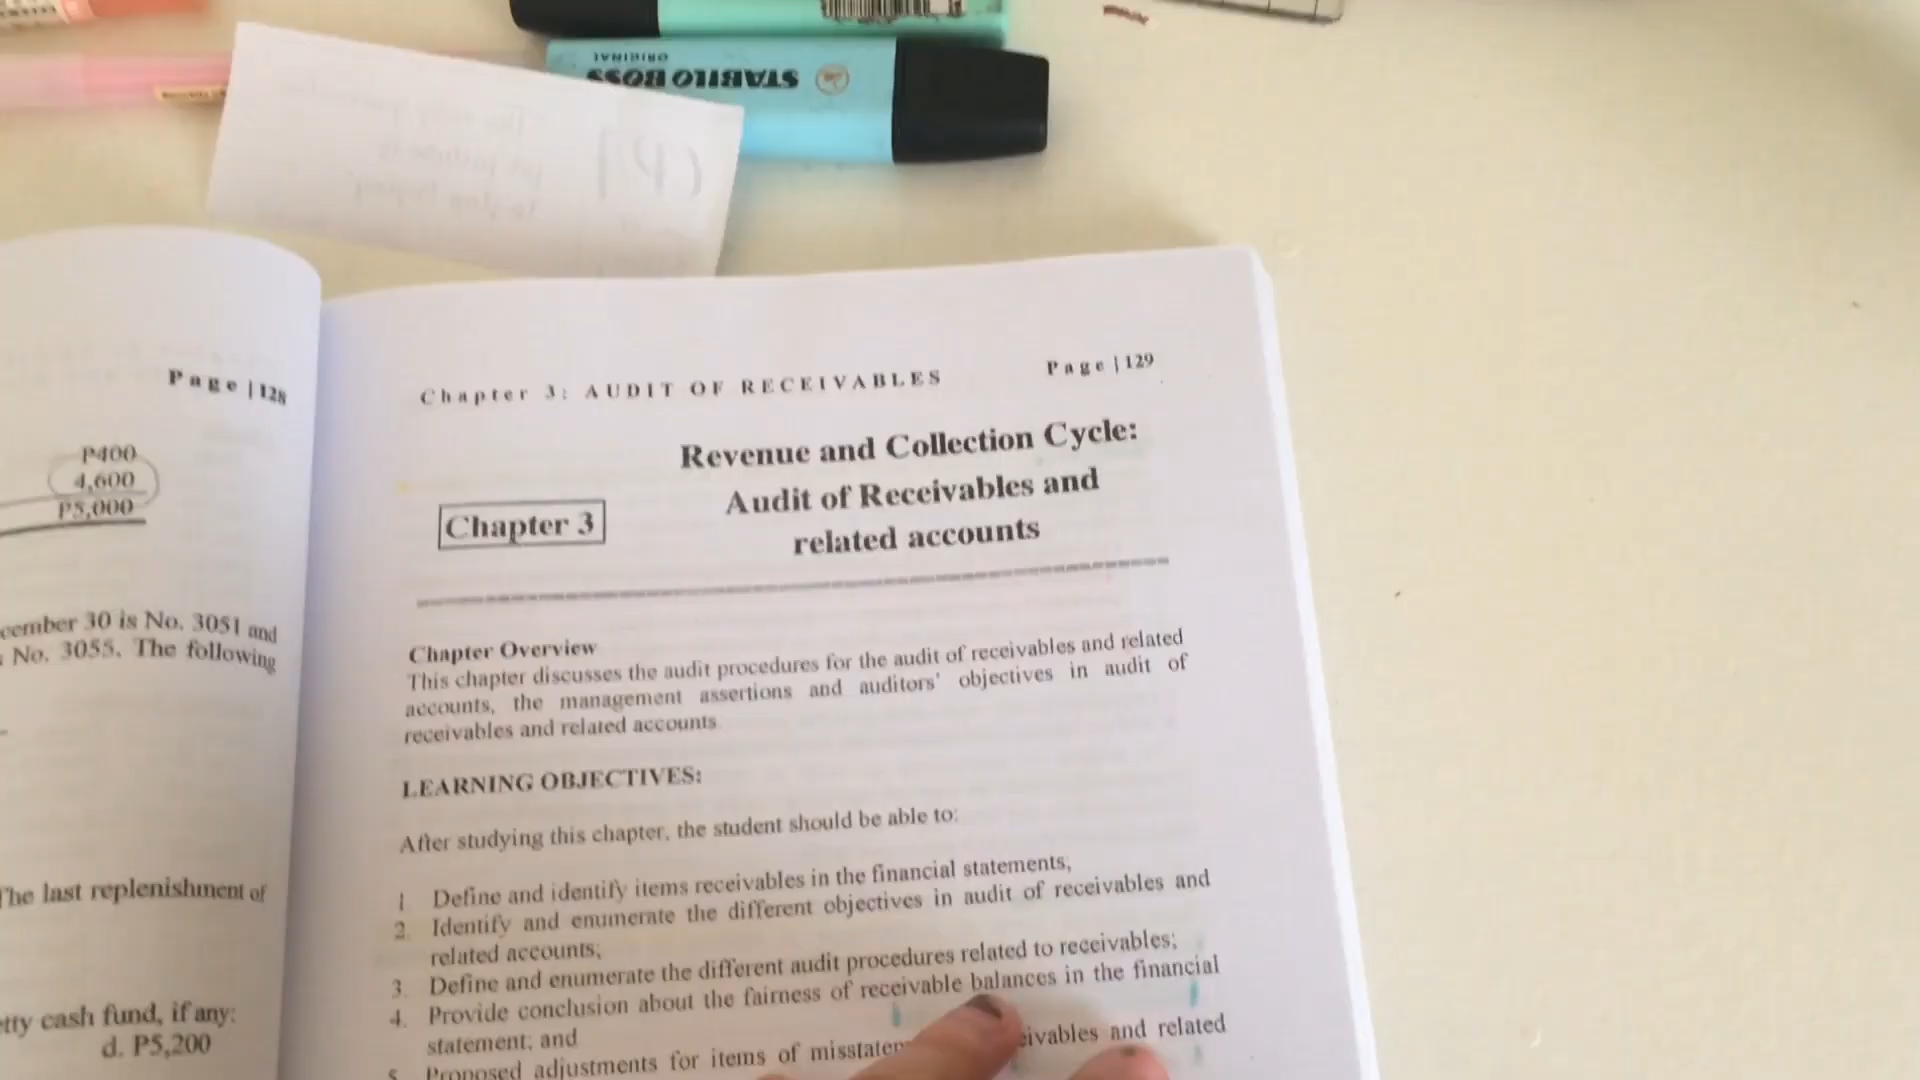 STABILO BOSS
ORIGINAL
Page | 128
P400
4,600
P5,000
cember 30 is No. 3051 and
No. 3055. The following
The last replenishment of
tty cash fund, if any:
d. P5,200
Chapter 3: AUDIT OF RECEIVABLES
Page | 129
Revenue and Collection Cycle:
Audit of Receivables and
related accounts
Chapter 3
Chapter Overview
This chapter discusses the audit procedures for the audit of receivables and related
accounts, the management assertions and auditors' objectives in audit of
receivables and related accounts
LEARNING OBJECTIVES:
After studying this chapter, the student should be able to:
1. Define and identify items receivables in the financial statements;
2. Identify and enumerate the different objectives in audit of receivables and
related accounts;
3. Define and enumerate the different audit procedures related to receivables;
4. Provide conclusion about the fairness of receivable balances in the financial
statement; and
5. Proposed adjustments for items of misstatem
eivables and related